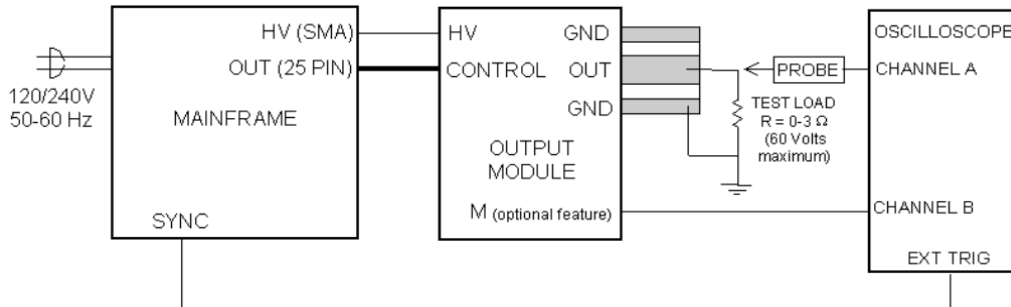 120/240V
50-60 Hz
HV (SMA)
OUT (25 PIN)
MAINFRAME
SYNC
HV
CONTROL
GND
OUT
GND
OUTPUT
MODULE
M (optional feature)
PROBE
TEST LOAD
R = 0-3 Ω
(60 Volts
maximum)
OSCILLOSCOPE
CHANNEL A
CHANNEL B
EXT TRIG